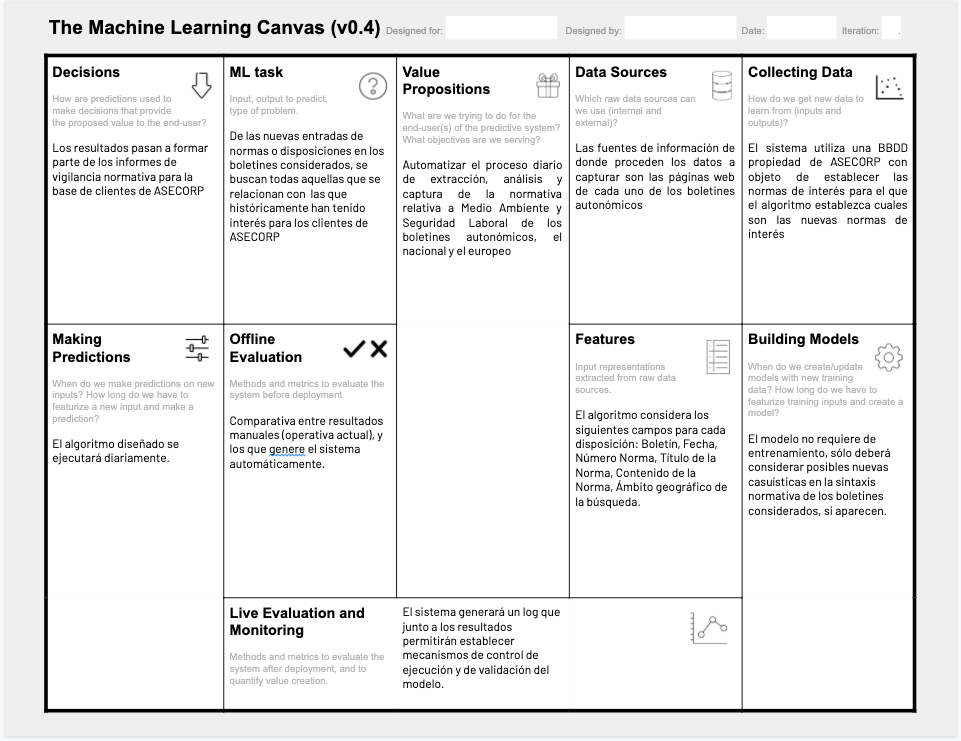 The Machine Learning Canvas (v0.4)
Designed for:
Designed by:
Date:
Iteration:
.
Decisions
How are predictions used to
make decisions that provide
the proposed value to the end-user?
Los resultados pasan a formar
parte de los informes de
vigilancia normativa para la
base de clientes de ASECORP
ML task
Input, output to predict,
type of problem.
De las nuevas entradas de
normas o disposiciones en los
boletines considerados, se
buscan todas aquellas que se
relacionan con las que
históricamente han tenido
interés para los clientes de
ASECORP
Value
Propositions
What are we trying to do for the
end-user(s) of the predictive system?
What objectives are we serving?
Automatizar el proceso diario
de extracción, análisis y
captura de la normativa
relativa a Medio Ambiente y
Seguridad Laboral de los
boletines autonómicos, el
nacional y el europeo
Data Sources
Which raw data sources can
we use (internal and
external)?
Las fuentes de información de
donde proceden los datos a
capturar son las páginas web
de cada uno de los boletines
autonómicos
Collecting Data
How do we get new data to
learn from (inputs and
outputs)?
El sistema utiliza una BBDD
propiedad de ASECORP con
objeto de establecer las
normas de interés para el que
el algoritmo establezca cuales
son las nuevas normas de
interés
Making
Predictions
When do we make predictions on new
inputs? How long do we have to
featurize a new input and make a
prediction?
El algoritmo diseñado se
ejecutará diariamente.
Offline
Evaluation
Methods and metrics to evaluate the
system before deployment
Comparativa entre resultados
manuales (operativa actual), y
los que genere el sistema
automáticamente.
Features
Input representations
extracted from raw data
sources.
El algoritmo considera los
siguientes campos para cada
disposición: Boletín, Fecha,
Número Norma, Título de la
Norma, Contenido de la
Norma, Ámbito geográfico de
la búsqueda.
Building Models
When do we create/update
models with new training
data? How long do we have to
featurize training inputs and create a
model?
El modelo no requiere de
entrenamiento, sólo deberá
considerar posibles nuevas
casuísticas en la sintaxis
normativa de los boletines
considerados, si aparecen.
Live Evaluation and
Monitoring
Methods and metrics to evaluate the
system after deployment, and to
quantify value creation.
El sistema generará un log que
junto a los resultados
permitirán establecer
mecanismos de control de
ejecución y de validación del
modelo.